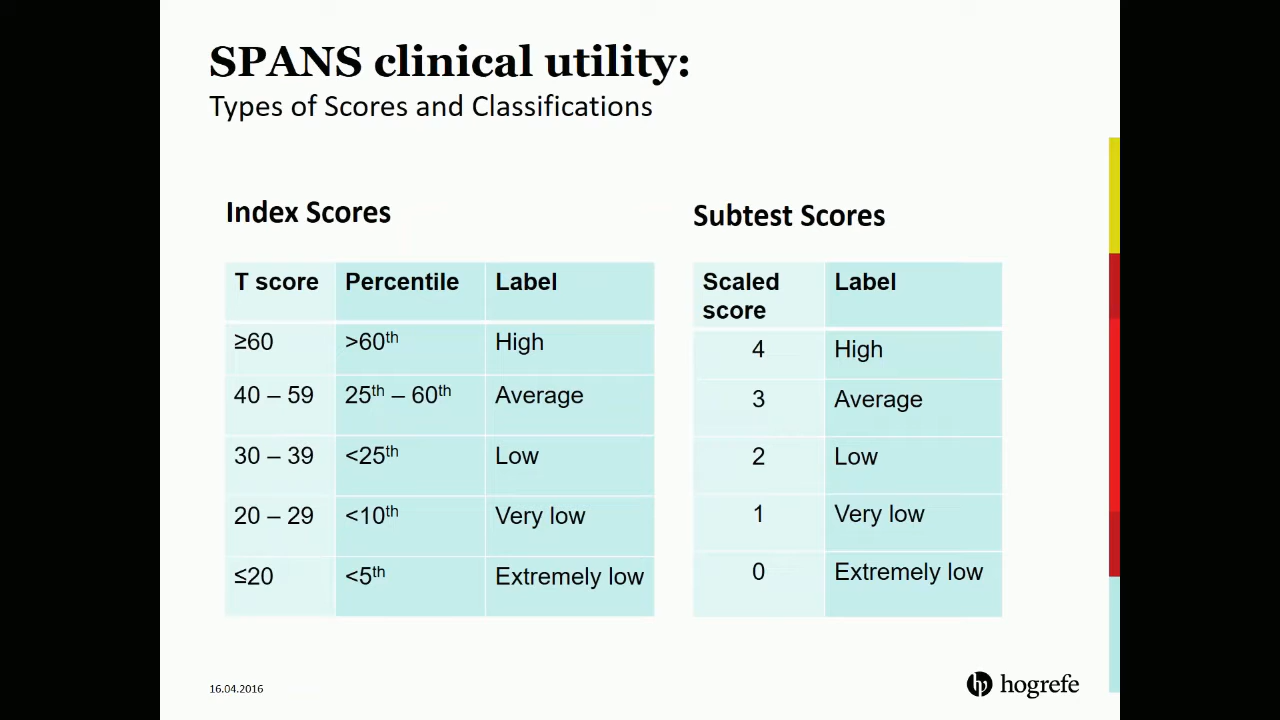 SPANS clinical utility:
Types of Scores and Classifications
Index Scores
T score Percentile Label
≥60 >60th High
40 – 59 25th – 60th Average
30 – 39 <25th Low
20 – 29 <10th Very low
≤20 <5th Extremely low
Subtest Scores
Scaled
score Label
4 High
3 Average
2 Low
1 Very low
0 Extremely low
16.04.2016
hogrefe